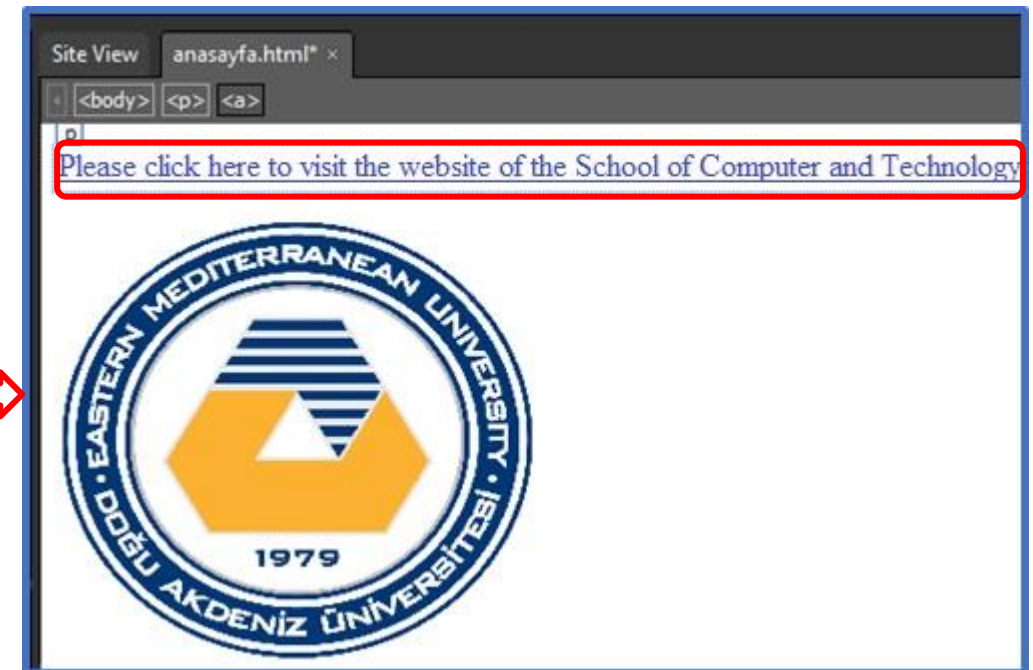 Site View anasayfa.html* ×
<body> <p> <a>
p
Please click here to visit the website of the School of Computer and Technology
EASTERN MEDITERRANEAN UNIVERSITY
1979
DOĞU AKDENİZ ÜNİVERSİTESİ